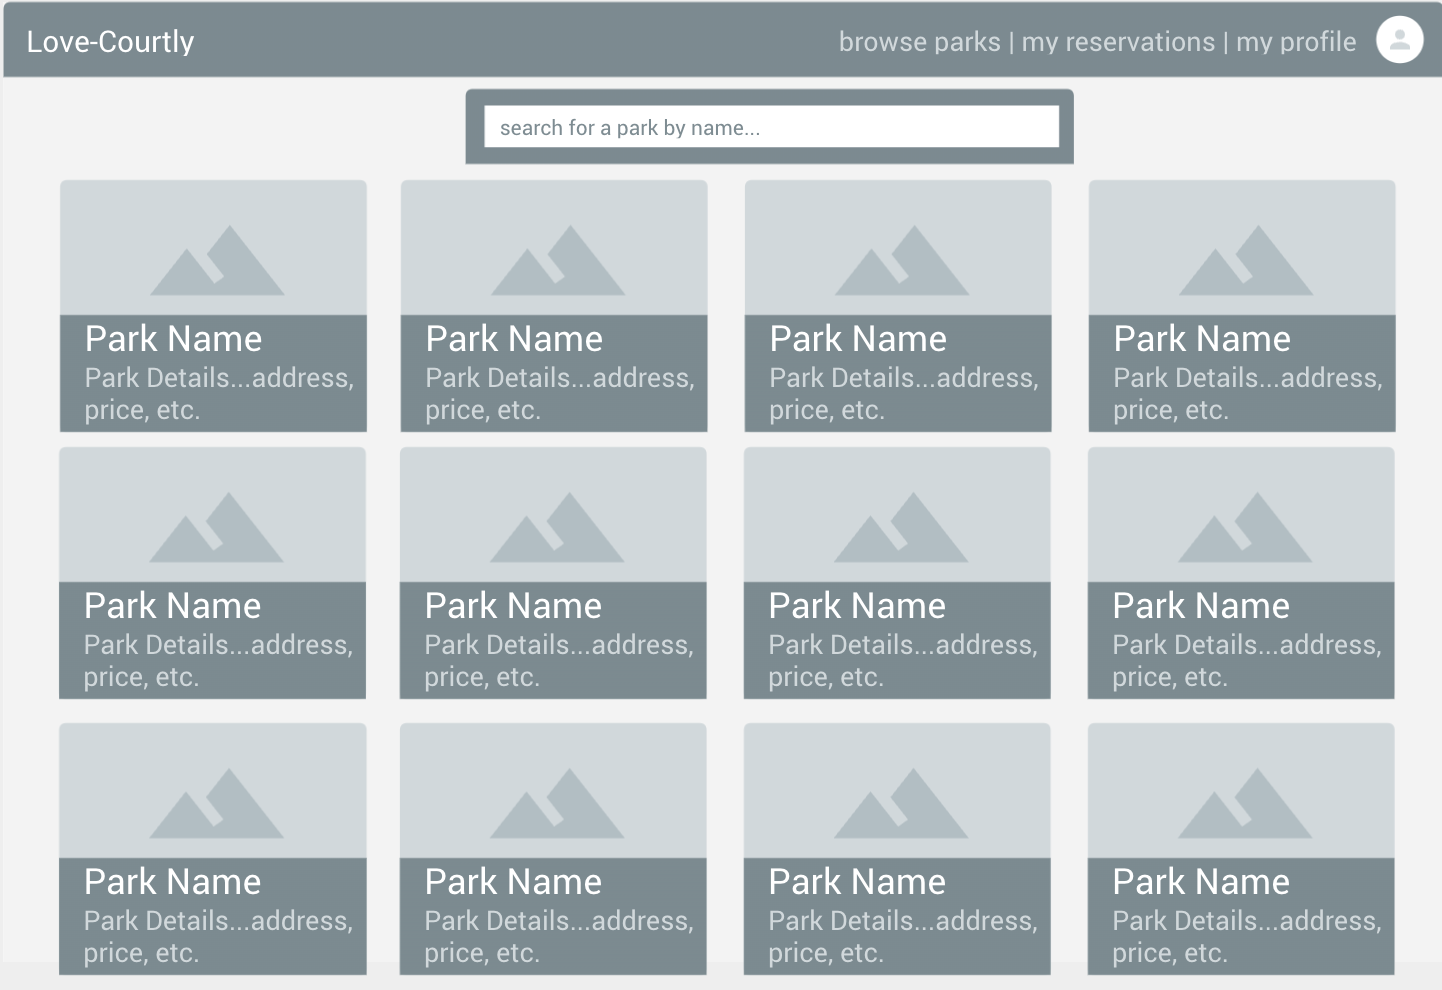 Love-Courtly
browse parks | my reservations | my profile
search for a park by name...
Park Name
Park Details...address,
price, etc.
Park Name
Park Details...address,
price, etc.
Park Name
Park Details...address,
price, etc.
Park Name
Park Details...address,
price, etc.
Park Name
Park Details...address,
price, etc.
Park Name
Park Details...address,
price, etc.
Park Name
Park Details...address,
price, etc.
Park Name
Park Details...address,
price, etc.
Park Name
Park Details...address,
price, etc.
Park Name
Park Details...address,
price, etc.
Park Name
Park Details...address,
price, etc.
Park Name
Park Details...address,
price, etc.